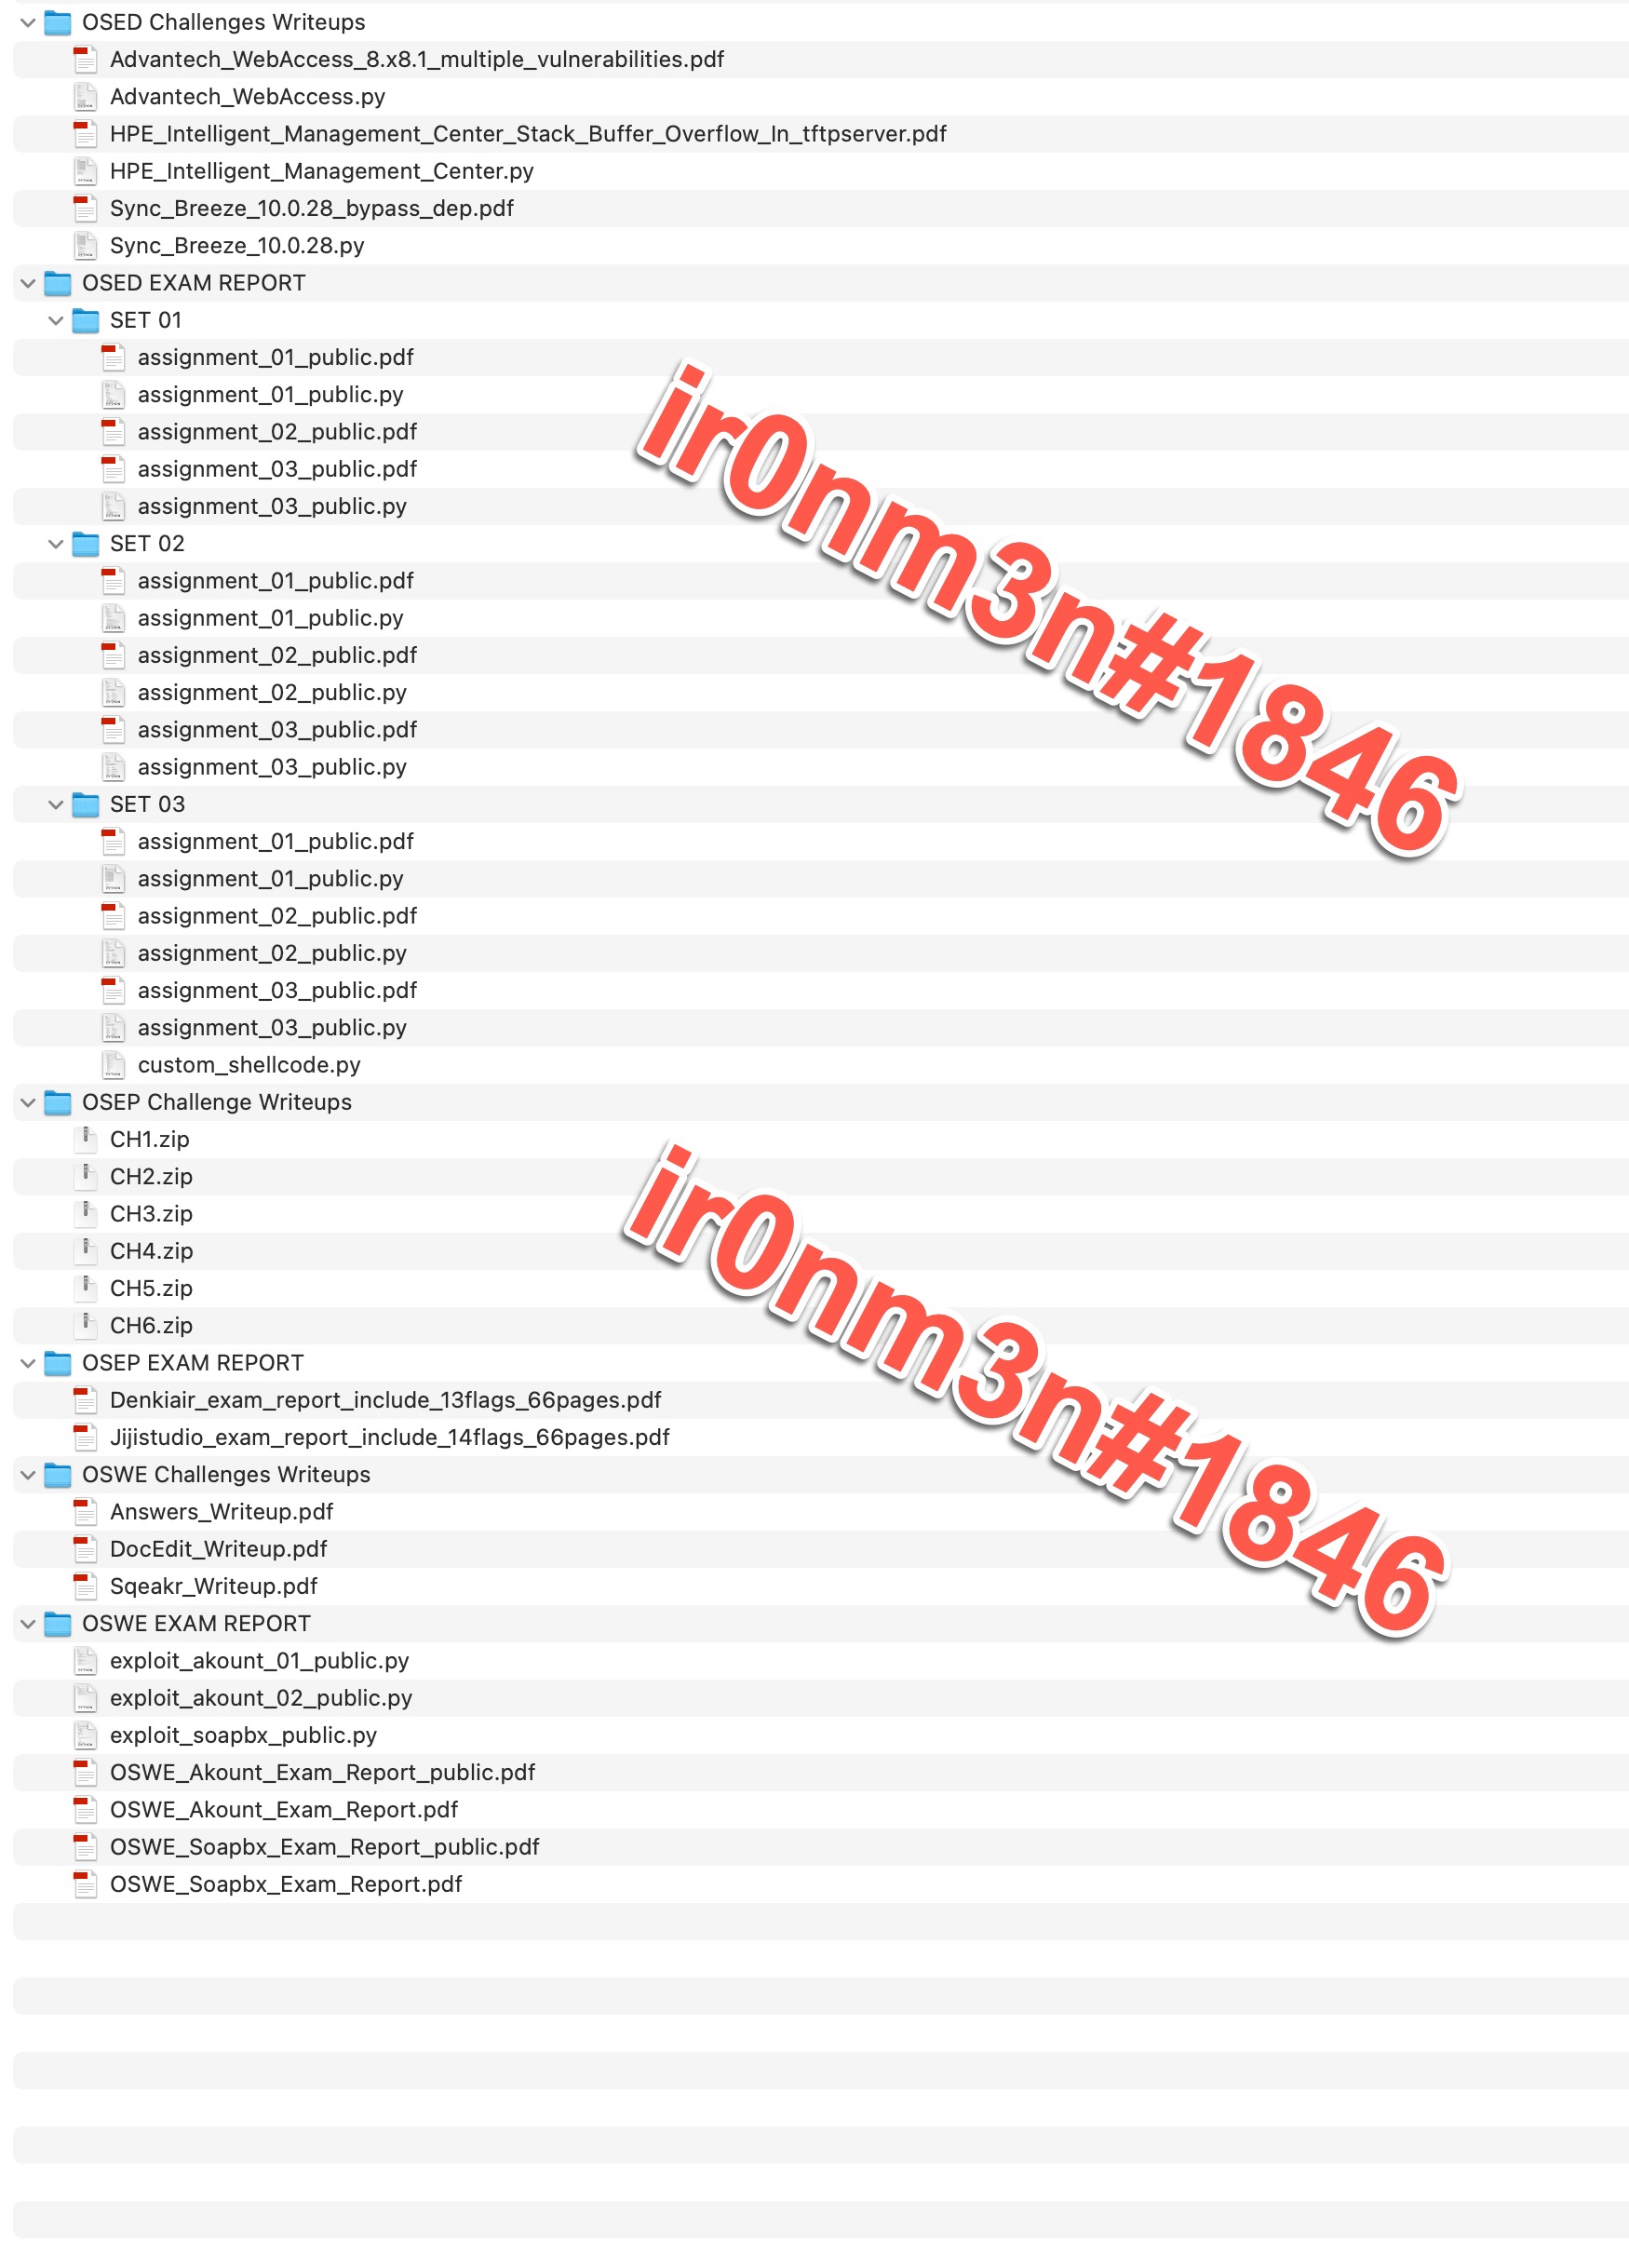 OSED Challenges Writeups
Advantech_WebAccess_8.x8.1_multiple_vulnerabilities.pdf
Advantech_WebAccess.py
HPE_Intelligent_Management_Center_Stack_Buffer_Overflow_In_tftpserver.pdf
HPE_Intelligent_Management_Center.py
Sync_Breeze_10.0.28_bypass_dep.pdf
Sync_Breeze_10.0.28.py
OSED EXAM REPORT
SET 01
assignment_01_public.pdf
assignment_01_public.py
assignment_02_public.pdf
assignment_03_public.pdf
assignment_03_public.py
ir0nm3n#1846
SET 02
assignment_01_public.pdf
assignment_01_public.py
assignment_02_public.pdf
assignment_02_public.py
assignment_03_public.pdf
assignment_03_public.py
SET 03
assignment_01_public.pdf
assignment_01_public.py
assignment_02_public.pdf
assignment_02_public.py
assignment_03_public.pdf
assignment_03_public.py
custom_shellcode.py
OSEP Challenge Writeups
CH1.zip
CH2.zip
CH3.zip
CH4.zip
CH5.zip
CH6.zip
ir0nm3n#1846
OSEP EXAM REPORT
Denkiair_exam_report_include_13flags_66pages.pdf
Jijistudio_exam_report_include_14flags_66pages.pdf
OSWE Challenges Writeups
Answers_Writeup.pdf
DocEdit_Writeup.pdf
Sqeakr_Writeup.pdf
OSWE EXAM REPORT
exploit_akount_01_public.py
exploit_akount_02_public.py
exploit_soapbx_public.py
OSWE_Akount_Exam_Report_public.pdf
OSWE_Akount_Exam_Report.pdf
OSWE_Soapbx_Exam_Report_public.pdf
OSWE_Soapbx_Exam_Report.pdf